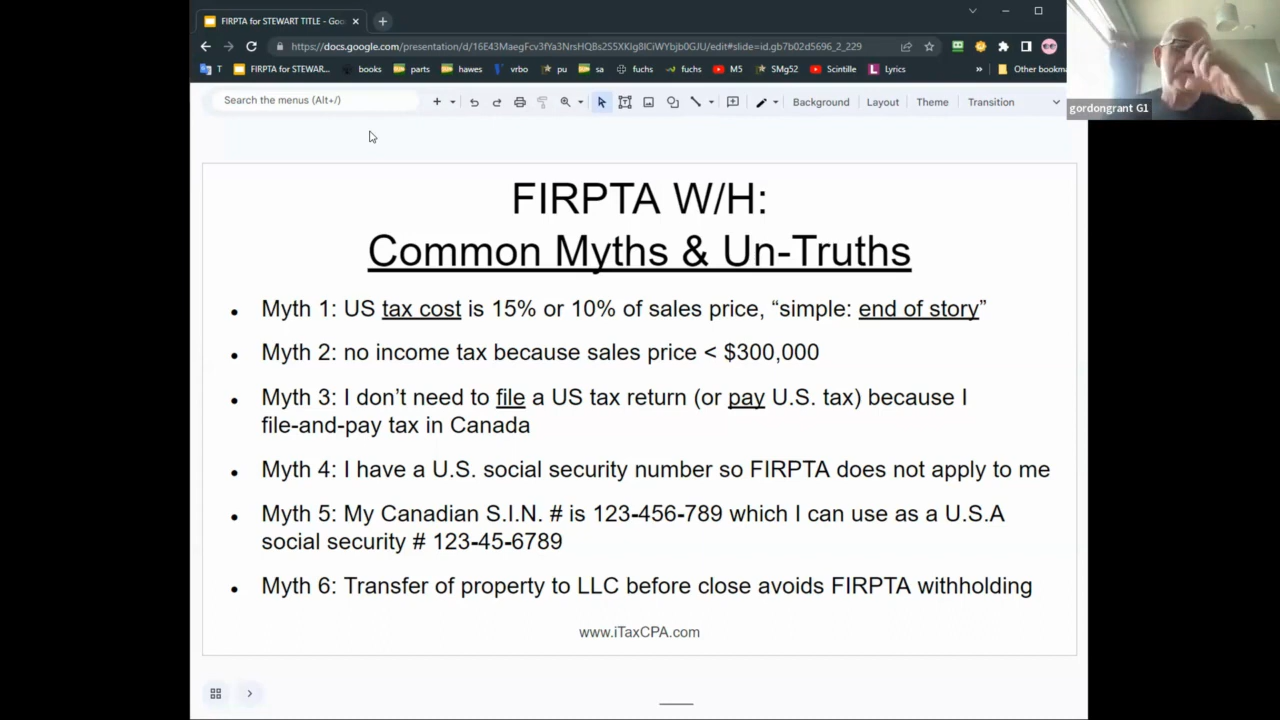 FIRPTA for STEWART TITLE - Goo
https://docs.google.com/presentation/d/16E43MaegFcv3fYa3NrsHQBs2S5XKlg8ICiWYbjb0GJU/edit#slide=id.gb7b02d5696_2_229
T FIRPTA for STEWAR... books parts hawes vrbo pu sa fuchs fuchs M5 SMg52 Scintille Lyrics » Other bookma
gordongrant G1
Search the menus (Alt+/) Background Layout Theme Transition
FIRPTA W/H:
Common Myths & Un-Truths
• Myth 1: US tax cost is 15% or 10% of sales price, “simple: end of story”
• Myth 2: no income tax because sales price < $300,000
• Myth 3: I don’t need to file a US tax return (or pay U.S. tax) because I
file-and-pay tax in Canada
• Myth 4: I have a U.S. social security number so FIRPTA does not apply to me
• Myth 5: My Canadian S.I.N. # is 123-456-789 which I can use as a U.S.A
social security # 123-45-6789
• Myth 6: Transfer of property to LLC before close avoids FIRPTA withholding
www.iTaxCPA.com